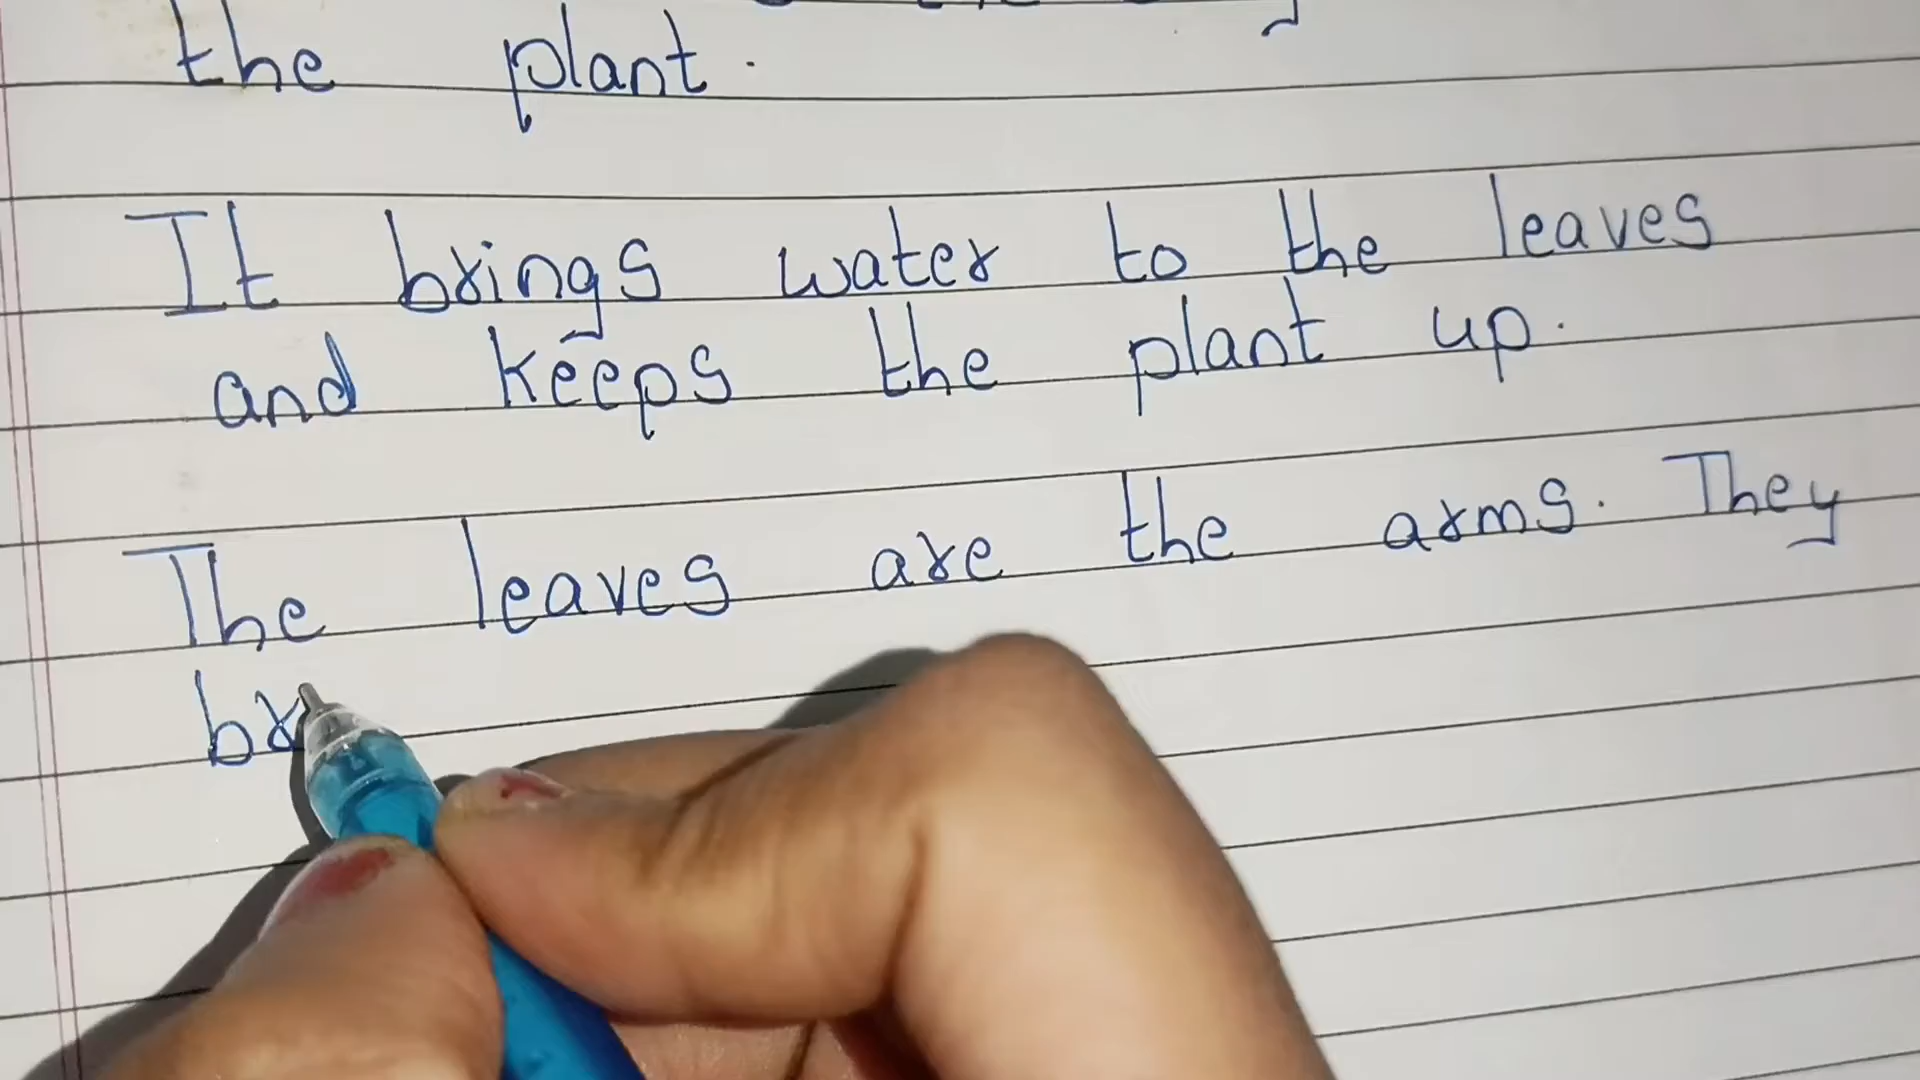 the plant.
It brings water to the leaves
and keeps the plant up.
The leaves are the arms. They
br